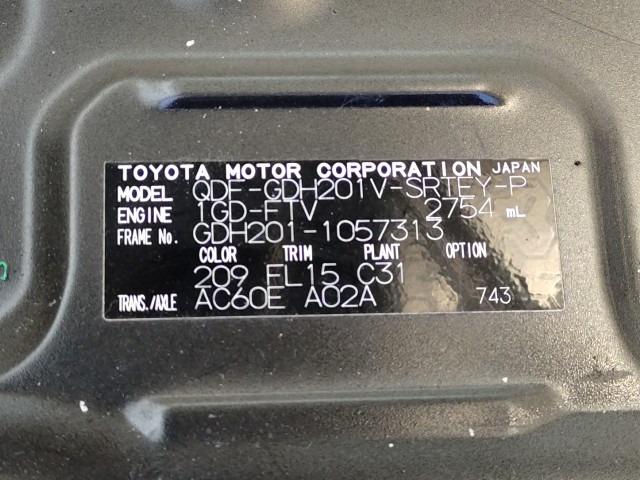 TOYOTA MOTOR CORPORATION JAPAN
MODEL QDF-GDH201V-SRTEY-P
ENGINE 1GD-FTV 2754 mL
FRAME No. GDH201-1057313
COLOR TRIM PLANT OPTION
209 FL15 C31
TRANS./AXLE AC60E A02A 743